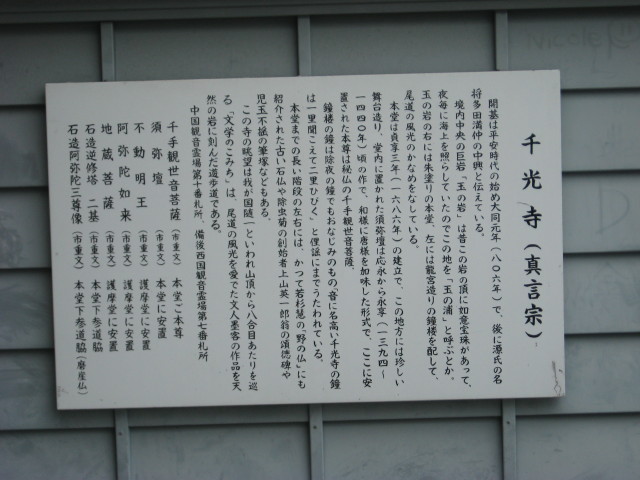 千光寺（真言宗）
開基は平安時代の始め大同元年（八〇六年）で、後に源氏の名
将多田満仲の中興と伝えている。
境内中央の巨岩「玉の岩」は昔この岩の頂に如意宝珠があって、
夜毎に海上を照らしていたのでこの地を「玉の浦」と呼ぶとか。
玉の岩の右には朱塗りの本堂、左には龍宮造りの鐘楼を配して、
尾道の風光のかなめをなしている。
本堂は貞享三年（一六八六年）の建立で、この地方には珍しい
舞台造り、堂内に置かれた須弥壇は応永から永享（一三九四～
一四四〇年）頃の作で、和様に唐様を加味した形式で、ここに安
置された本尊は秘仏の千手観世音菩薩。
鐘楼の鐘は除夜の鐘でもおなじみのもの、「音に名高い千光寺の鐘
は一里聞こえて二里ひびく」と俚謡にまでうたわれている。
本堂までの長い階段の左右には、かつて若杉慧の「野の仏」にも
紹介された古い石仏や除虫菊の創始者上山英一郎翁の頌徳碑や
児玉不惑の筆塚などもある。
この寺の眺望は我が国随一といわれ山頂から八合目あたりを巡
る「文学のこみち」は、尾道の風光を愛でた文人墨客の作品を天
然の岩に刻んだ遊歩道である。
中国観音霊場第十番札所、備後西国観音霊場第七番札所
千手観世音菩薩（市重文）本堂ご本尊
須弥壇（市重文）本堂に安置
不動明王（市重文）護摩堂に安置
阿弥陀如来（市重文）護摩堂に安置
地蔵菩薩（市重文）護摩堂に安置
石造逆修塔 二基（市重文）本堂下参道脇
石造阿弥陀三尊像（市重文）本堂下参道脇（磨崖仏）
Nicole